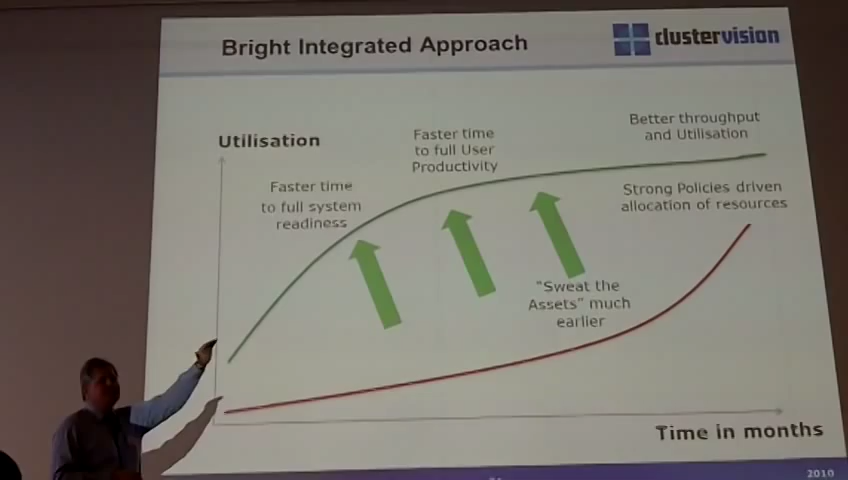 Bright Integrated Approach
clustervision
Utilisation
Faster time
to full system
readiness
Faster time
to full User
Productivity
Better throughput
and Utilisation
Strong Policies driven
allocation of resources
"Sweat the
Assets" much
earlier
Time in months
2010